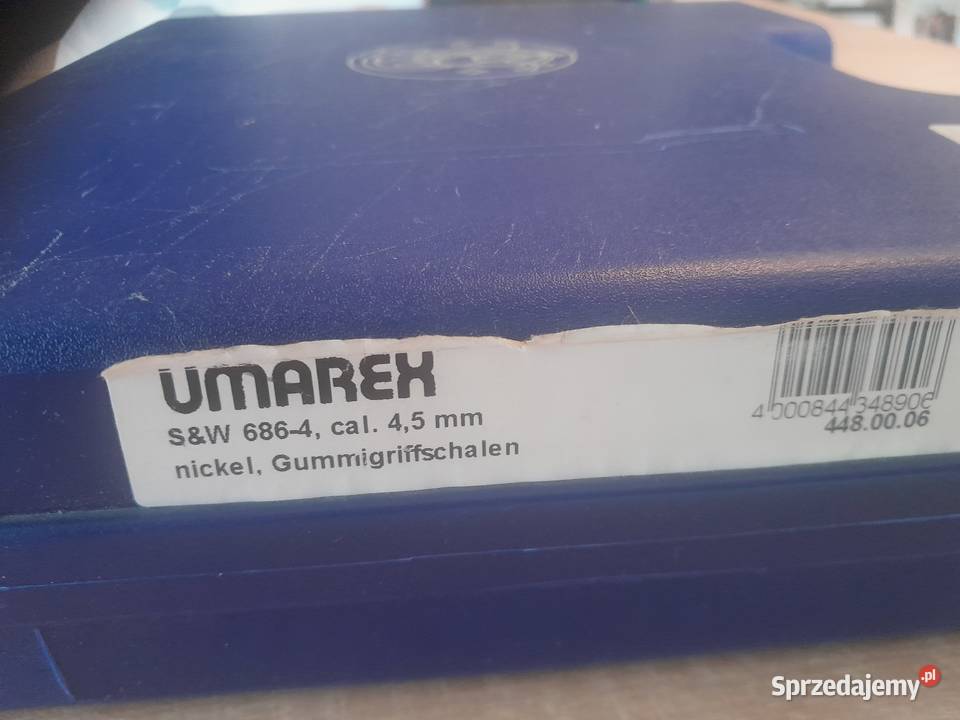 UMAREX
S&W 686-4, cal. 4,5 mm
nickel, Gummigriffschalen
4 000844 348906
448.00.06
Sprzedajemy.pl